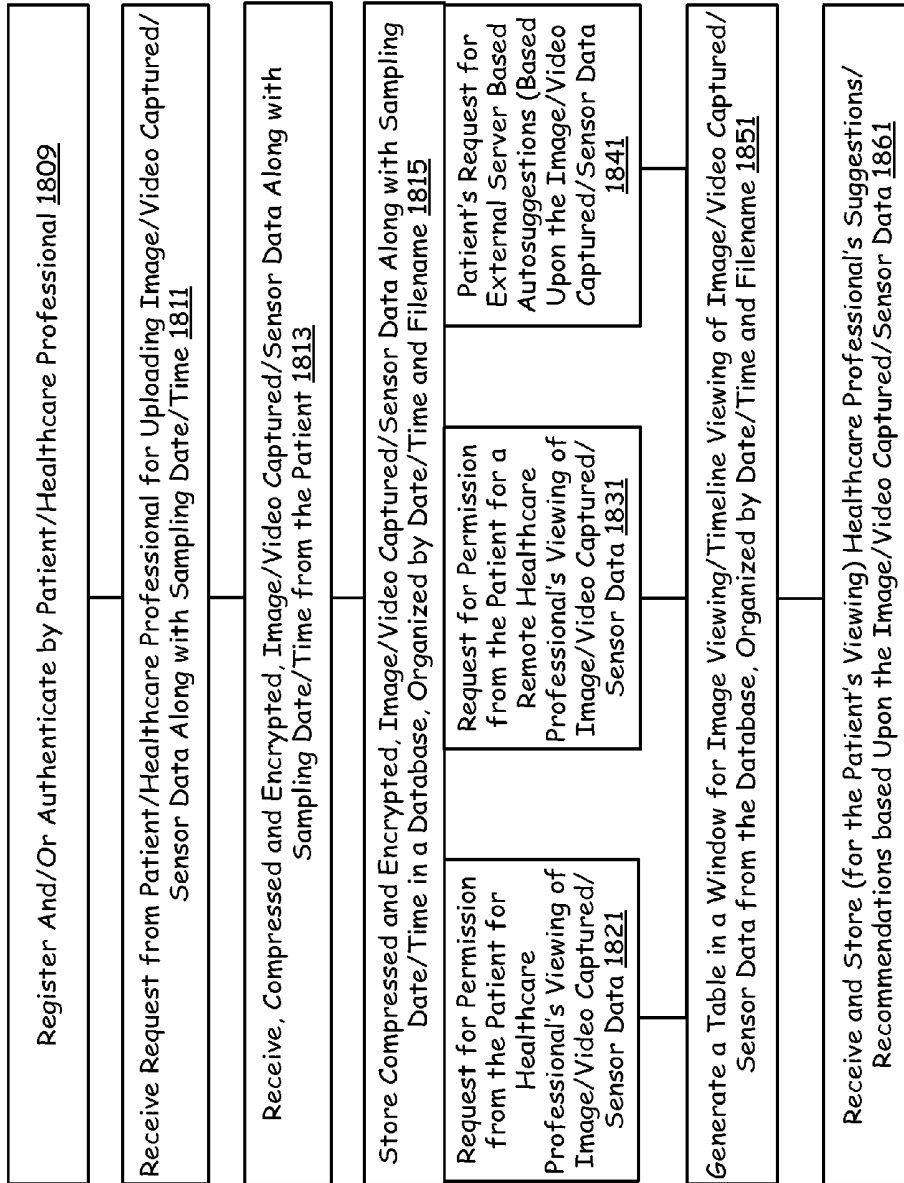 Register And/Or Authenticate by Patient/Healthcare Professional 1809
Receive Request from Patient/Healthcare Professional for Uploading Image/Video Captured/
Sensor Data Along with Sampling Date/Time 1811
Receive, Compressed and Encrypted, Image/Video Captured/Sensor Data Along with
Sampling Date/Time from the Patient 1813
Store Compressed and Encrypted, Image/Video Captured/Sensor Data Along with Sampling
Date/Time in a Database, Organized by Date/Time and Filename 1815
Request for Permission
from the Patient for
Healthcare
Professional's Viewing of
Image/Video Captured/
Sensor Data 1821
Request for Permission
from the Patient for a
Remote Healthcare
Professional's Viewing of
Image/Video Captured/
Sensor Data 1831
Patient's Request for
External Server Based
Autosuggestions (Based
Upon the Image/Video
Captured/Sensor Data
1841
Generate a Table in a Window for Image Viewing/Timeline Viewing of Image/Video Captured/
Sensor Data from the Database, Organized by Date/Time and Filename 1851
Receive and Store (for the Patient's Viewing) Healthcare Professional's Suggestions/
Recommendations based Upon the Image/Video Captured/Sensor Data 1861